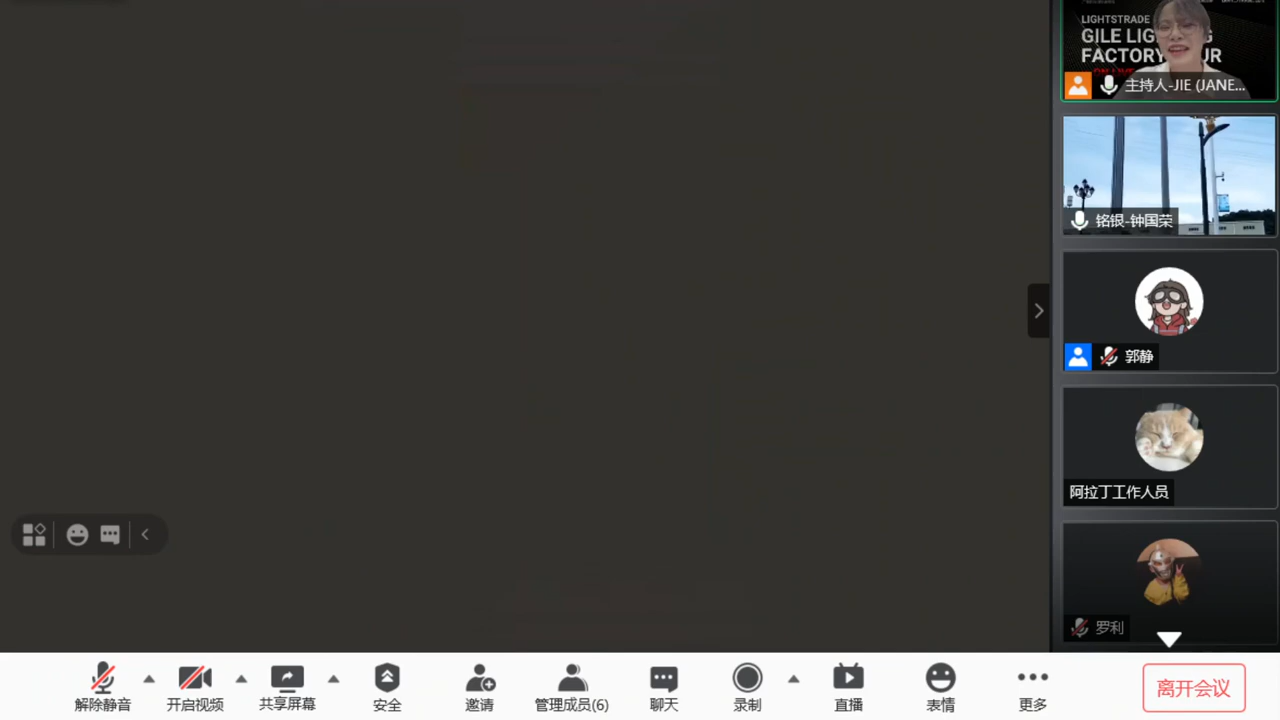 LIGHTSTRADE
GILE LIG G
FACTORY UR
主持人-JIE (JANE...
铭银-钟国荣
郭静
阿拉丁工作人员
罗利
解除静音
开启视频
共享屏幕
安全
邀请
管理成员(6)
聊天
录制
直播
表情
更多
离开会议